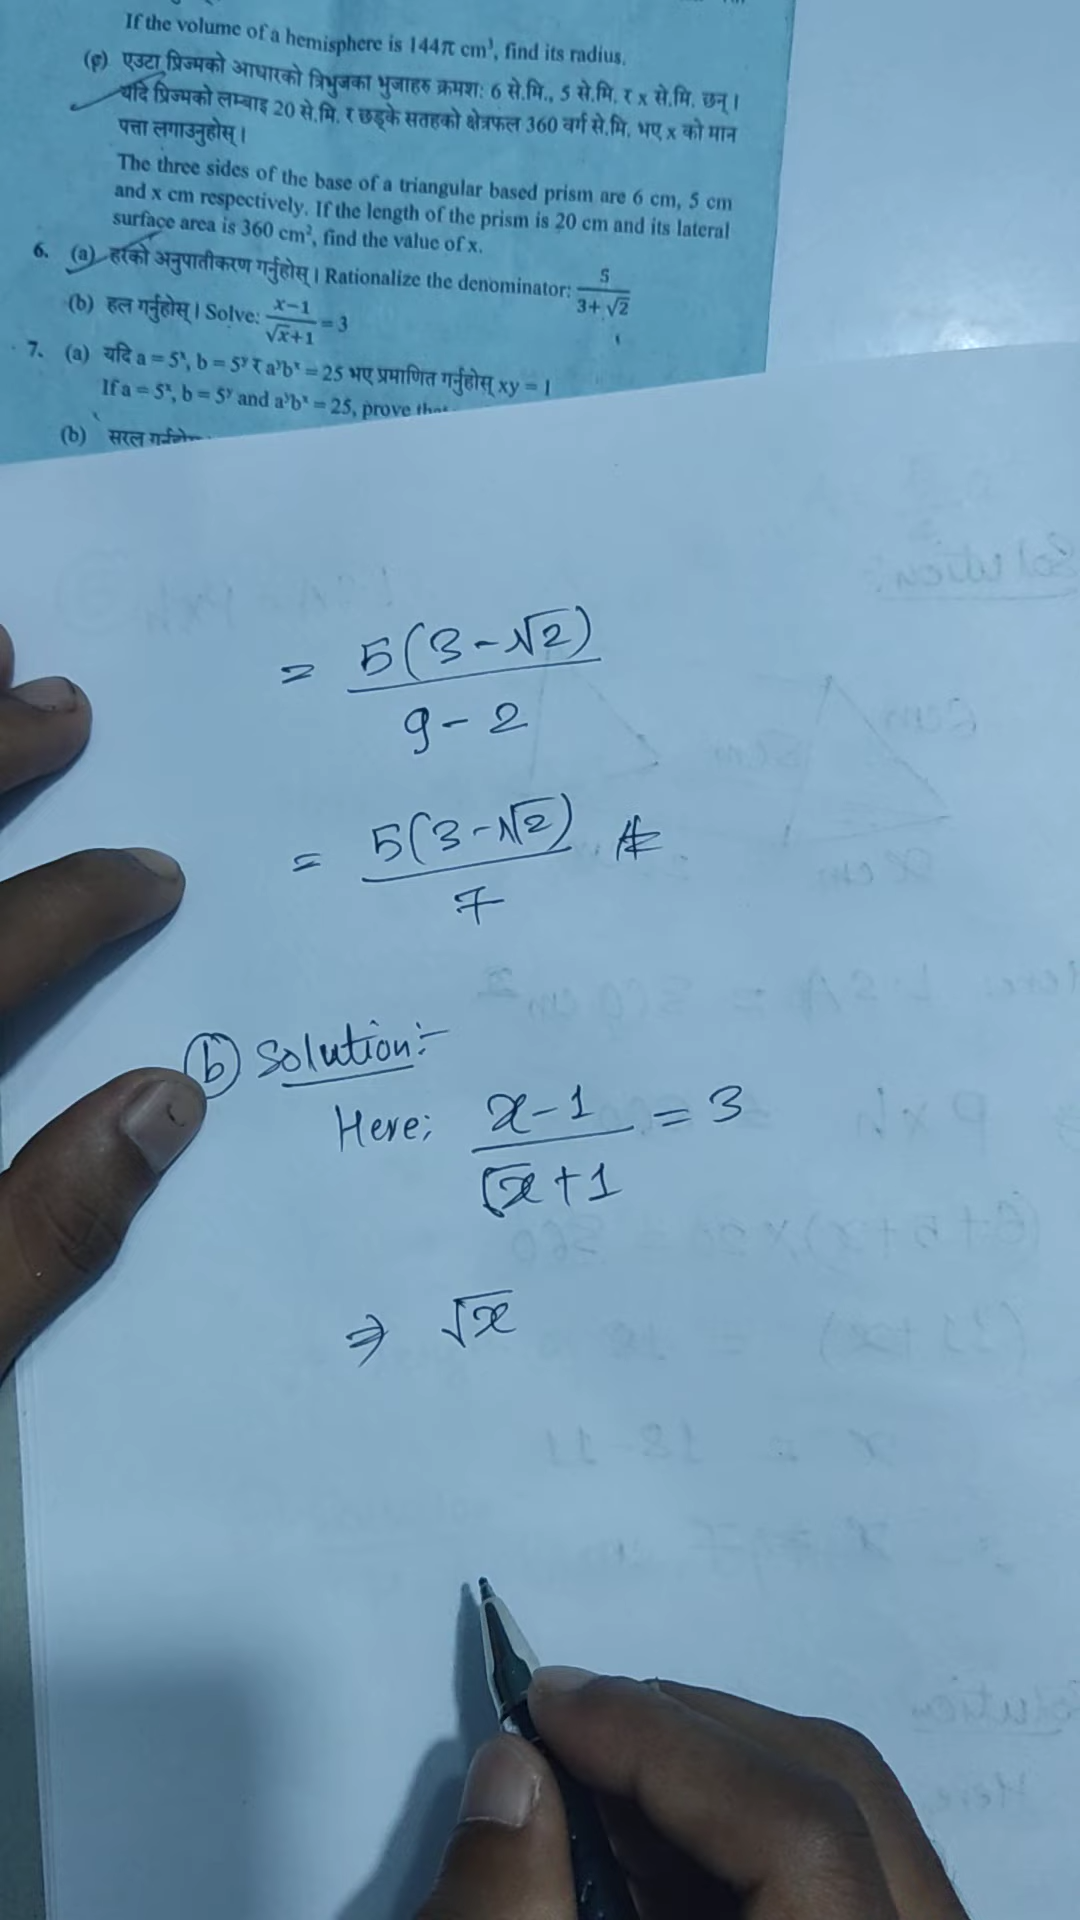 If the volume of a hemisphere is 144π cm³, find its radius.
एउटा प्रिज्मको आधारको त्रिभुजका भुजाहरु क्रमशः 6 से.मि., 5 से.मि. र x से.मि. छन् ।
यदि प्रिज्मको लम्बाइ 20 से.मि. र छड्के सतहको क्षेत्रफल 360 वर्ग से.मि. भए x को मान
पत्ता लगाउनुहोस् ।
The three sides of the base of a triangular based prism are 6 cm, 5 cm
and x cm respectively. If the length of the prism is 20 cm and its lateral
surface area is 360 cm², find the value of x.
6. (a) हरको अनुपातीकरण गर्नुहोस् । Rationalize the denominator: 5/(3+√2)
(b) हल गर्नुहोस् । Solve: (x−1)/(√x+1) = 3
7. (a) यदि a = 5ˣ, b = 5ʸ र aʸbˣ = 25 भए प्रमाणित गर्नुहोस् xy = 1
If a = 5ˣ, b = 5ʸ and aʸbˣ = 25, prove
(b) सरल
= 5(3-√2)/(9-2)
= 5(3-√2)/7
(b) Solution:-
Here; (x-1)/(√x+1) = 3
⇒ √x